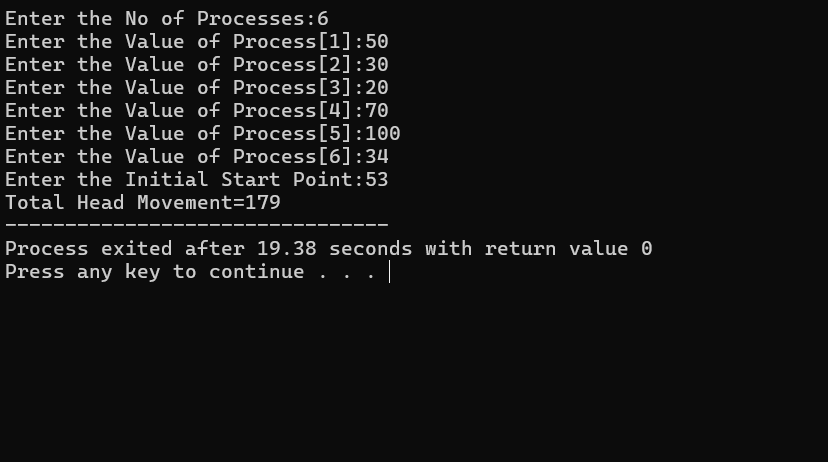 Enter the No of Processes:6
Enter the Value of Process[1]:50
Enter the Value of Process[2]:30
Enter the Value of Process[3]:20
Enter the Value of Process[4]:70
Enter the Value of Process[5]:100
Enter the Value of Process[6]:34
Enter the Initial Start Point:53
Total Head Movement=179
--------------------------------
Process exited after 19.38 seconds with return value 0
Press any key to continue . . .